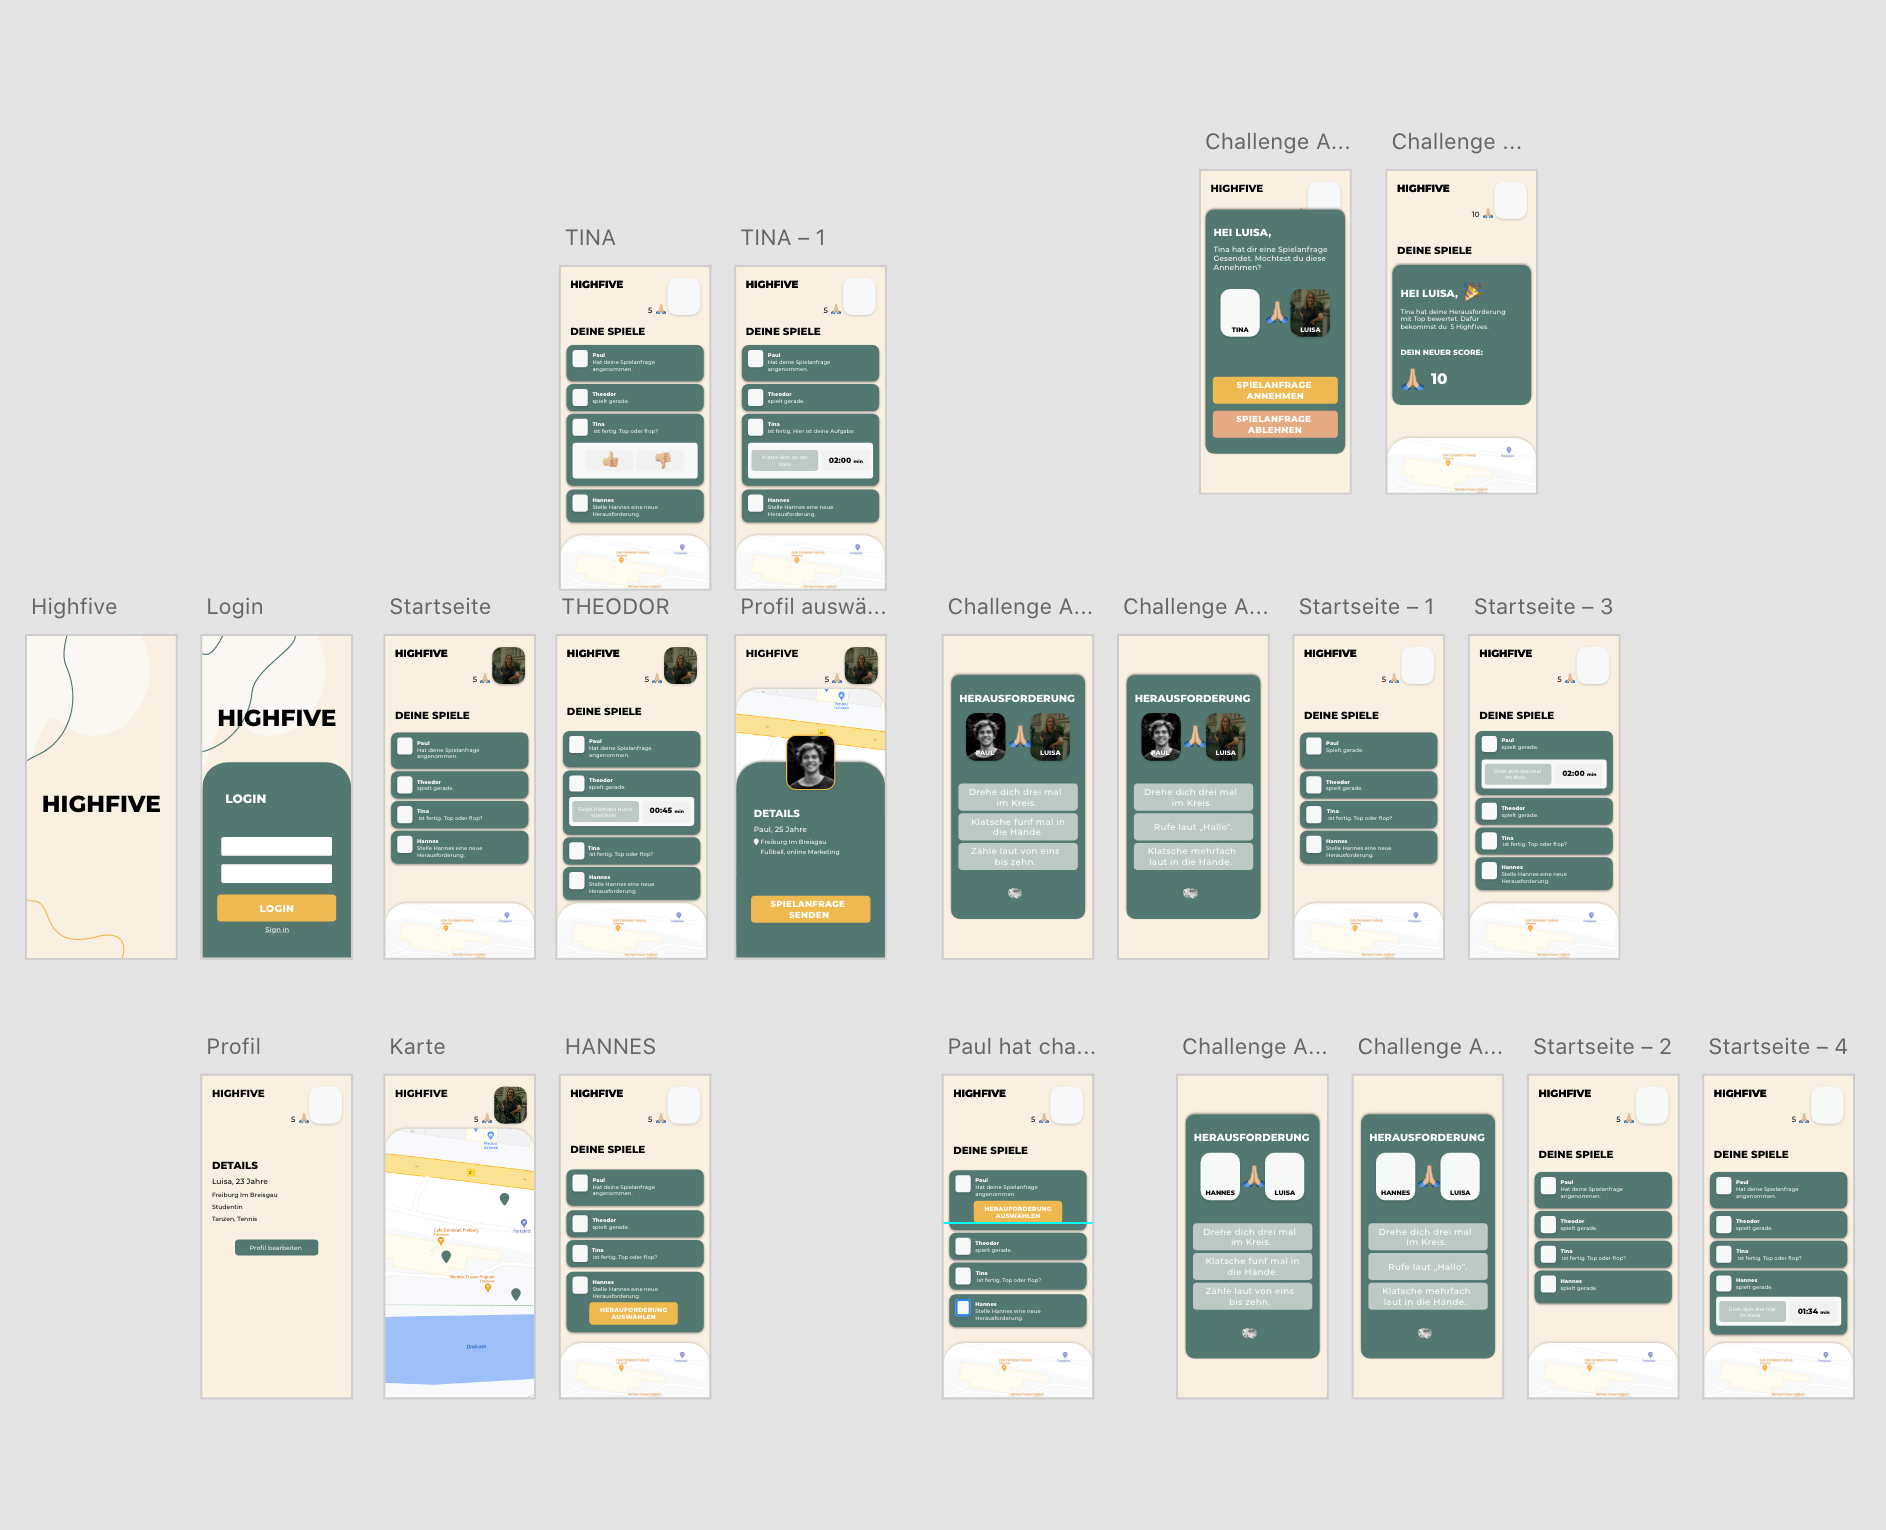 Challenge A...
Challenge ...
HIGHFIVE
HEI LUISA,
Tina hat dir eine Spielanfrage
Gesendet. Möchtest du diese
Annehmen?
TINA
LUISA
SPIELANFRAGE
ANNEHMEN
SPIELANFRAGE
ABLEHNEN
HIGHFIVE
10
DEINE SPIELE
HEI LUISA,
Tina hat deine Herausforderung
mit Top bewertet. Dafür
bekommst du 5 Highfives.
DEIN NEUER SCORE:
10
TINA
TINA – 1
HIGHFIVE
5
DEINE SPIELE
Paul
Hat deine Spielanfrage
angenommen.
Theodor
spielt gerade.
Tina
ist fertig. Top oder flop?
Hannes
Stelle Hannes eine neue
Herausforderung.
HIGHFIVE
5
DEINE SPIELE
Paul
Hat deine Spielanfrage
angenommen.
Theodor
spielt gerade.
Tina
ist fertig. Hier ist deine Aufgabe:
02:00 min
Hannes
Stelle Hannes eine neue
Herausforderung.
Highfive
Login
Startseite
THEODOR
Profil auswä...
Challenge A...
Challenge A...
Startseite – 1
Startseite – 3
HIGHFIVE
HIGHFIVE
LOGIN
LOGIN
Sign in
HIGHFIVE
5
DEINE SPIELE
Paul
Hat deine Spielanfrage
angenommen.
Theodor
spielt gerade.
Tina
ist fertig. Top oder flop?
Hannes
Stelle Hannes eine neue
Herausforderung.
HIGHFIVE
5
DEINE SPIELE
Paul
Hat deine Spielanfrage
angenommen.
Theodor
spielt gerade.
00:45 min
Tina
ist fertig. Top oder flop?
Hannes
Stelle Hannes eine neue
Herausforderung.
HIGHFIVE
5
DETAILS
Paul, 25 Jahre
Freiburg Im Breisgau
Fußball, online Marketing
SPIELANFRAGE
SENDEN
HERAUSFORDERUNG
PAUL
LUISA
Drehe dich drei mal
im Kreis.
Klatsche fünf mal in
die Hände.
Zähle laut von eins
bis zehn.
HERAUSFORDERUNG
PAUL
LUISA
Drehe dich drei mal
im Kreis.
Rufe laut „Hallo“.
Klatsche mehrfach
laut in die Hände.
HIGHFIVE
5
DEINE SPIELE
Paul
Spielt gerade.
Theodor
spielt gerade.
Tina
ist fertig. Top oder flop?
Hannes
Stelle Hannes eine neue
Herausforderung.
HIGHFIVE
5
DEINE SPIELE
Paul
spielt gerade.
Dreh dich drei mal
im Kreis
02:00 min
Theodor
spielt gerade.
Tina
ist fertig. Top oder flop?
Hannes
Stelle Hannes eine neue
Herausforderung.
Profil
Karte
HANNES
Paul hat cha...
Challenge A...
Challenge A...
Startseite – 2
Startseite – 4
HIGHFIVE
5
DETAILS
Luisa, 23 Jahre
Freiburg Im Breisgau
Studentin
Tanzen, Tennis
Profil bearbeiten
HIGHFIVE
5
Dreisam
HIGHFIVE
5
DEINE SPIELE
Paul
Hat deine Spielanfrage
angenommen.
Theodor
spielt gerade.
Tina
ist fertig. Top oder flop?
Hannes
Stelle Hannes eine neue
Herausforderung.
HERAUFORDERUNG
AUSWÄHLEN
HIGHFIVE
5
DEINE SPIELE
Paul
Hat deine Spielanfrage
angenommen.
HERAUFORDERUNG
AUSWÄHLEN
Theodor
spielt gerade.
Tina
ist fertig. Top oder flop?
Hannes
Stelle Hannes eine neue
Herausforderung.
HERAUSFORDERUNG
HANNES
LUISA
Drehe dich drei mal
im Kreis.
Klatsche fünf mal in
die Hände.
Zähle laut von eins
bis zehn.
HERAUSFORDERUNG
HANNES
LUISA
Drehe dich drei mal
im Kreis.
Rufe laut „Hallo“.
Klatsche mehrfach
laut in die Hände.
HIGHFIVE
5
DEINE SPIELE
Paul
Hat deine Spielanfrage
angenommen.
Theodor
spielt gerade.
Tina
ist fertig. Top oder flop?
Hannes
spielt gerade.
HIGHFIVE
5
DEINE SPIELE
Paul
Hat deine Spielanfrage
angenommen.
Theodor
spielt gerade.
Tina
ist fertig. Top oder flop?
Hannes
spielt gerade.
Dreh dich drei mal
im Kreis
01:34 min